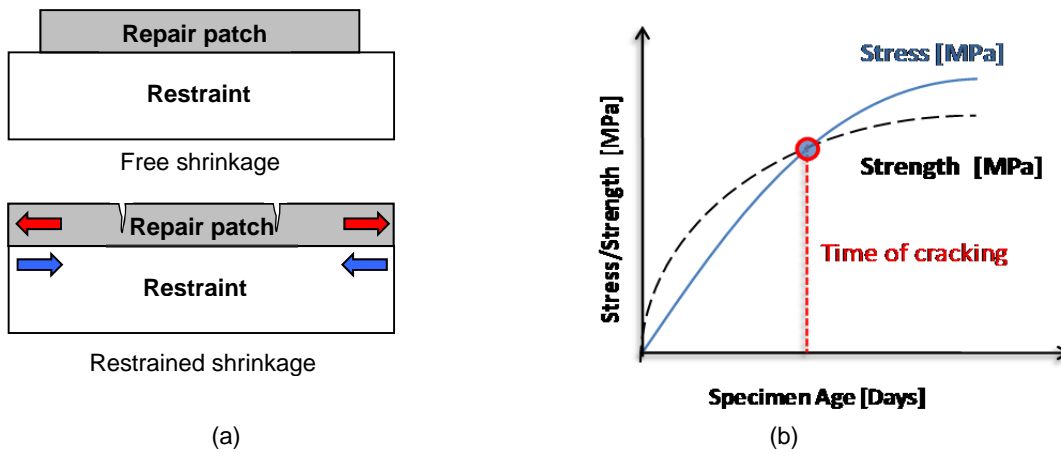 Repair patch
Restraint
Free shrinkage
Repair patch
Restraint
Restrained shrinkage
(a)
Stress [MPa]
Strength [MPa]
Stress/Strength [MPa]
Time of cracking
Specimen Age [Days]
(b)